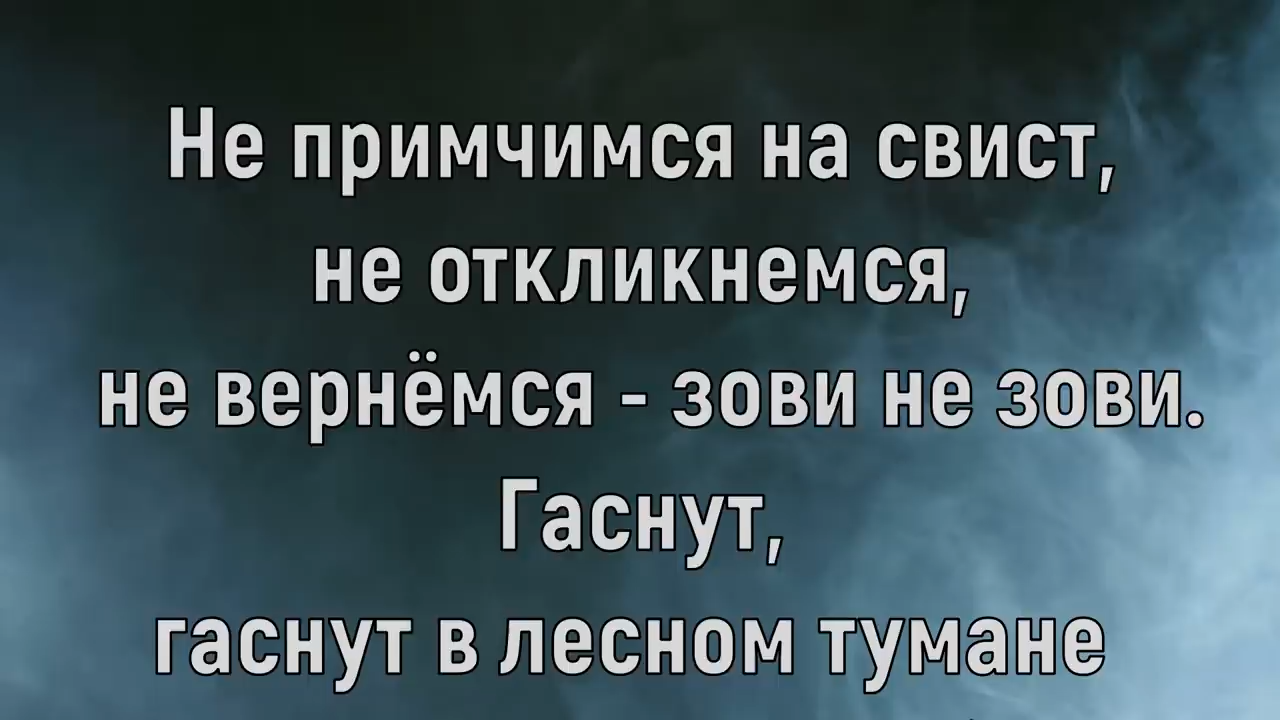 Не примчимся на свист,
не откликнемся,
не вернёмся - зови не зови.
Гаснут,
гаснут в лесном тумане